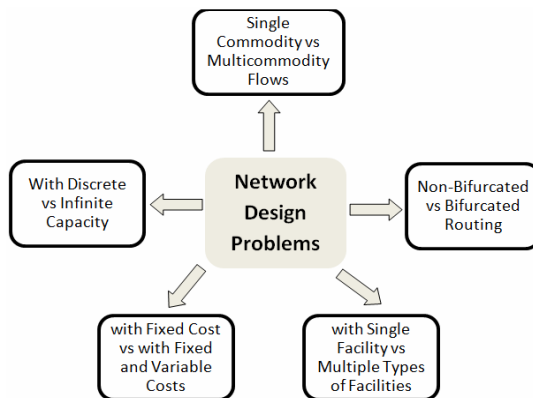 Single
Commodity vs
Multicommodity
Flows
With Discrete
vs Infinite
Capacity
Network
Design
Problems
Non-Bifurcated
vs Bifurcated
Routing
with Fixed Cost
vs with Fixed
and Variable
Costs
with Single
Facility vs
Multiple Types
of Facilities